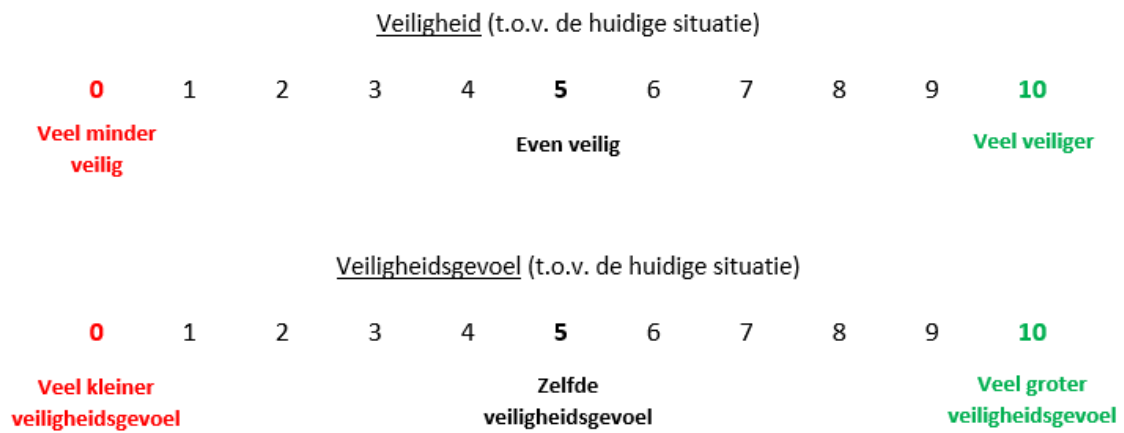 Veiligheid (t.o.v. de huidige situatie)
0 1 2 3 4 5 6 7 8 9 10
Veel minder veilig Even veilig Veel veiliger
Veiligheidsgevoel (t.o.v. de huidige situatie)
0 1 2 3 4 5 6 7 8 9 10
Veel kleiner veiligheidsgevoel Zelfde veiligheidsgevoel Veel groter veiligheidsgevoel